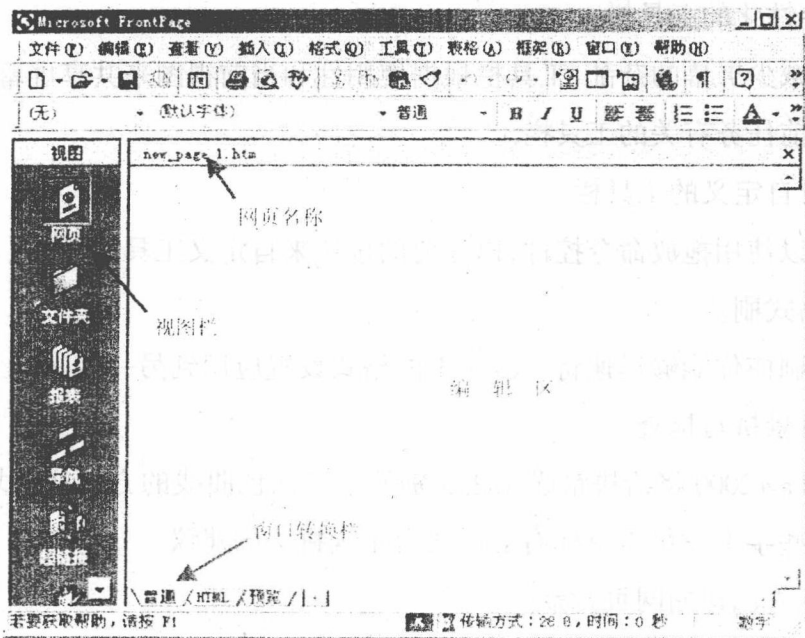 Microsoft FrontPage
文件(F) 编辑(E) 查看(V) 插入(I) 格式(O) 工具(T) 表格(A) 框架(R) 窗口(W) 帮助(H)
(无) (默认字体) 普通 B I U A
视图
new_page_1.htm
网页名称
网页
文件夹
视图栏
报表
编辑区
导航
超链接
窗口转换栏
普通 HTML 预览
若要获取帮助,请按 F1
传输方式:28.8,时间:0 秒 数字